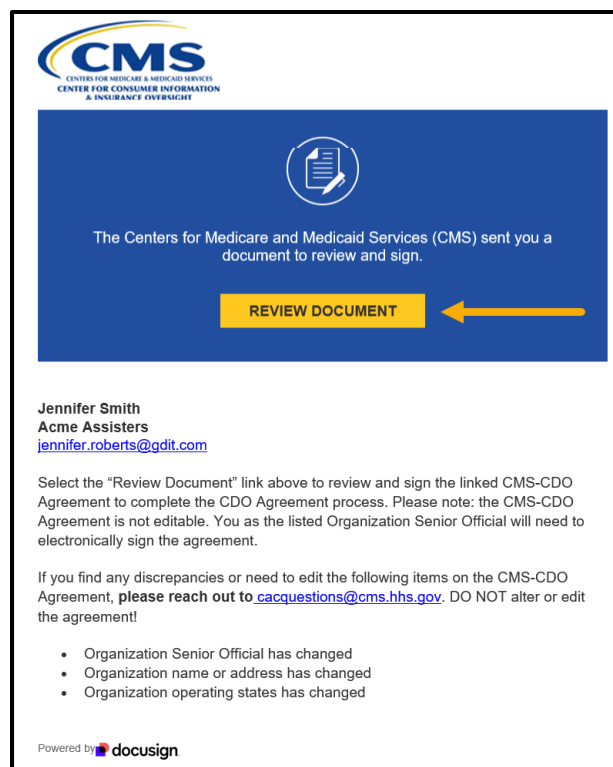 CMS
CENTERS FOR MEDICARE & MEDICAID SERVICES
CENTER FOR CONSUMER INFORMATION
& INSURANCE OVERSIGHT
The Centers for Medicare and Medicaid Services (CMS) sent you a
document to review and sign.
REVIEW DOCUMENT
Jennifer Smith
Acme Assisters
jennifer.roberts@gdit.com
Select the “Review Document” link above to review and sign the linked CMS-CDO
Agreement to complete the CDO Agreement process. Please note: the CMS-CDO
Agreement is not editable. You as the listed Organization Senior Official will need to
electronically sign the agreement.
If you find any discrepancies or need to edit the following items on the CMS-CDO
Agreement, please reach out to cacquestions@cms.hhs.gov. DO NOT alter or edit
the agreement!
• Organization Senior Official has changed
• Organization name or address has changed
• Organization operating states has changed
Powered by docusign